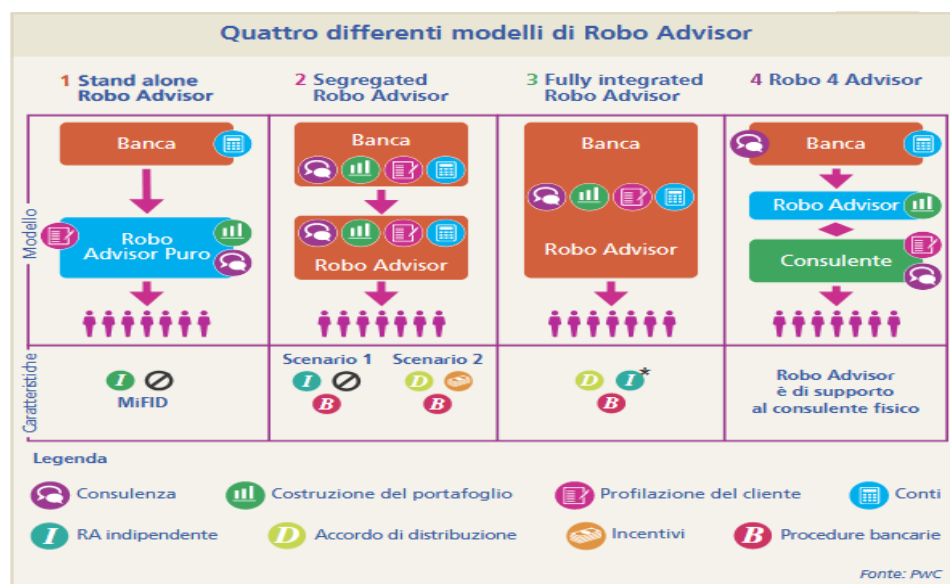 Quattro differenti modelli di Robo Advisor
1 Stand alone
Robo Advisor
2 Segregated
Robo Advisor
3 Fully integrated
Robo Advisor
4 Robo 4 Advisor
Modello
Banca
Robo
Advisor Puro
Banca
Robo Advisor
Banca
Robo Advisor
Banca
Robo Advisor
Consulente
Caratteristiche
I
MiFID
Scenario 1
I
B
Scenario 2
D
B
D
I*
B
Robo Advisor
è di supporto
al consulente fisico
Legenda
Consulenza
Costruzione del portafoglio
Profilazione del cliente
Conti
I RA indipendente
D Accordo di distribuzione
Incentivi
B Procedure bancarie
Fonte: PwC